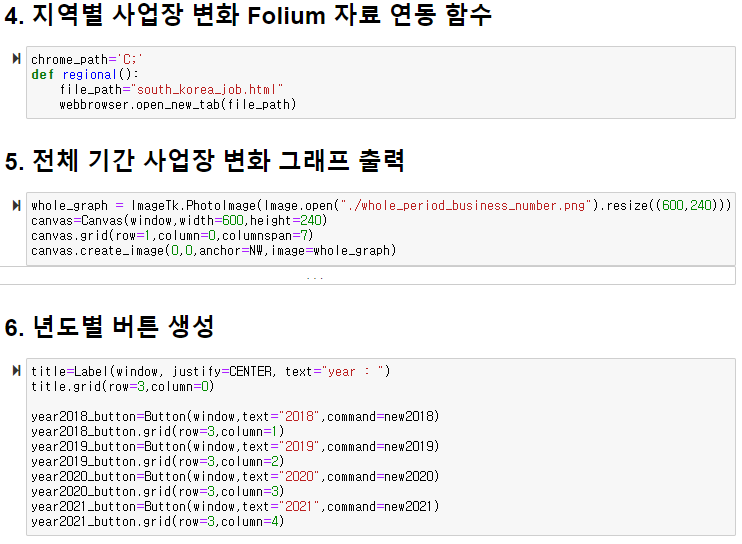 4. 지역별 사업장 변화 Folium 자료 연동 함수
chrome_path='C;'
def regional():
    file_path="south_korea_job.html"
    webbrowser.open_new_tab(file_path)
5. 전체 기간 사업장 변화 그래프 출력
whole_graph = ImageTk.PhotoImage(Image.open("./whole_period_business_number.png").resize((600,240)))
canvas=Canvas(window,width=600,height=240)
canvas.grid(row=1,column=0,columnspan=7)
canvas.create_image(0,0,anchor=NW,image=whole_graph)
...
6. 년도별 버튼 생성
title=Label(window, justify=CENTER, text="year : ")
title.grid(row=3,column=0)
year2018_button=Button(window,text="2018",command=new2018)
year2018_button.grid(row=3,column=1)
year2019_button=Button(window,text="2019",command=new2019)
year2019_button.grid(row=3,column=2)
year2020_button=Button(window,text="2020",command=new2020)
year2020_button.grid(row=3,column=3)
year2021_button=Button(window,text="2021",command=new2021)
year2021_button.grid(row=3,column=4)